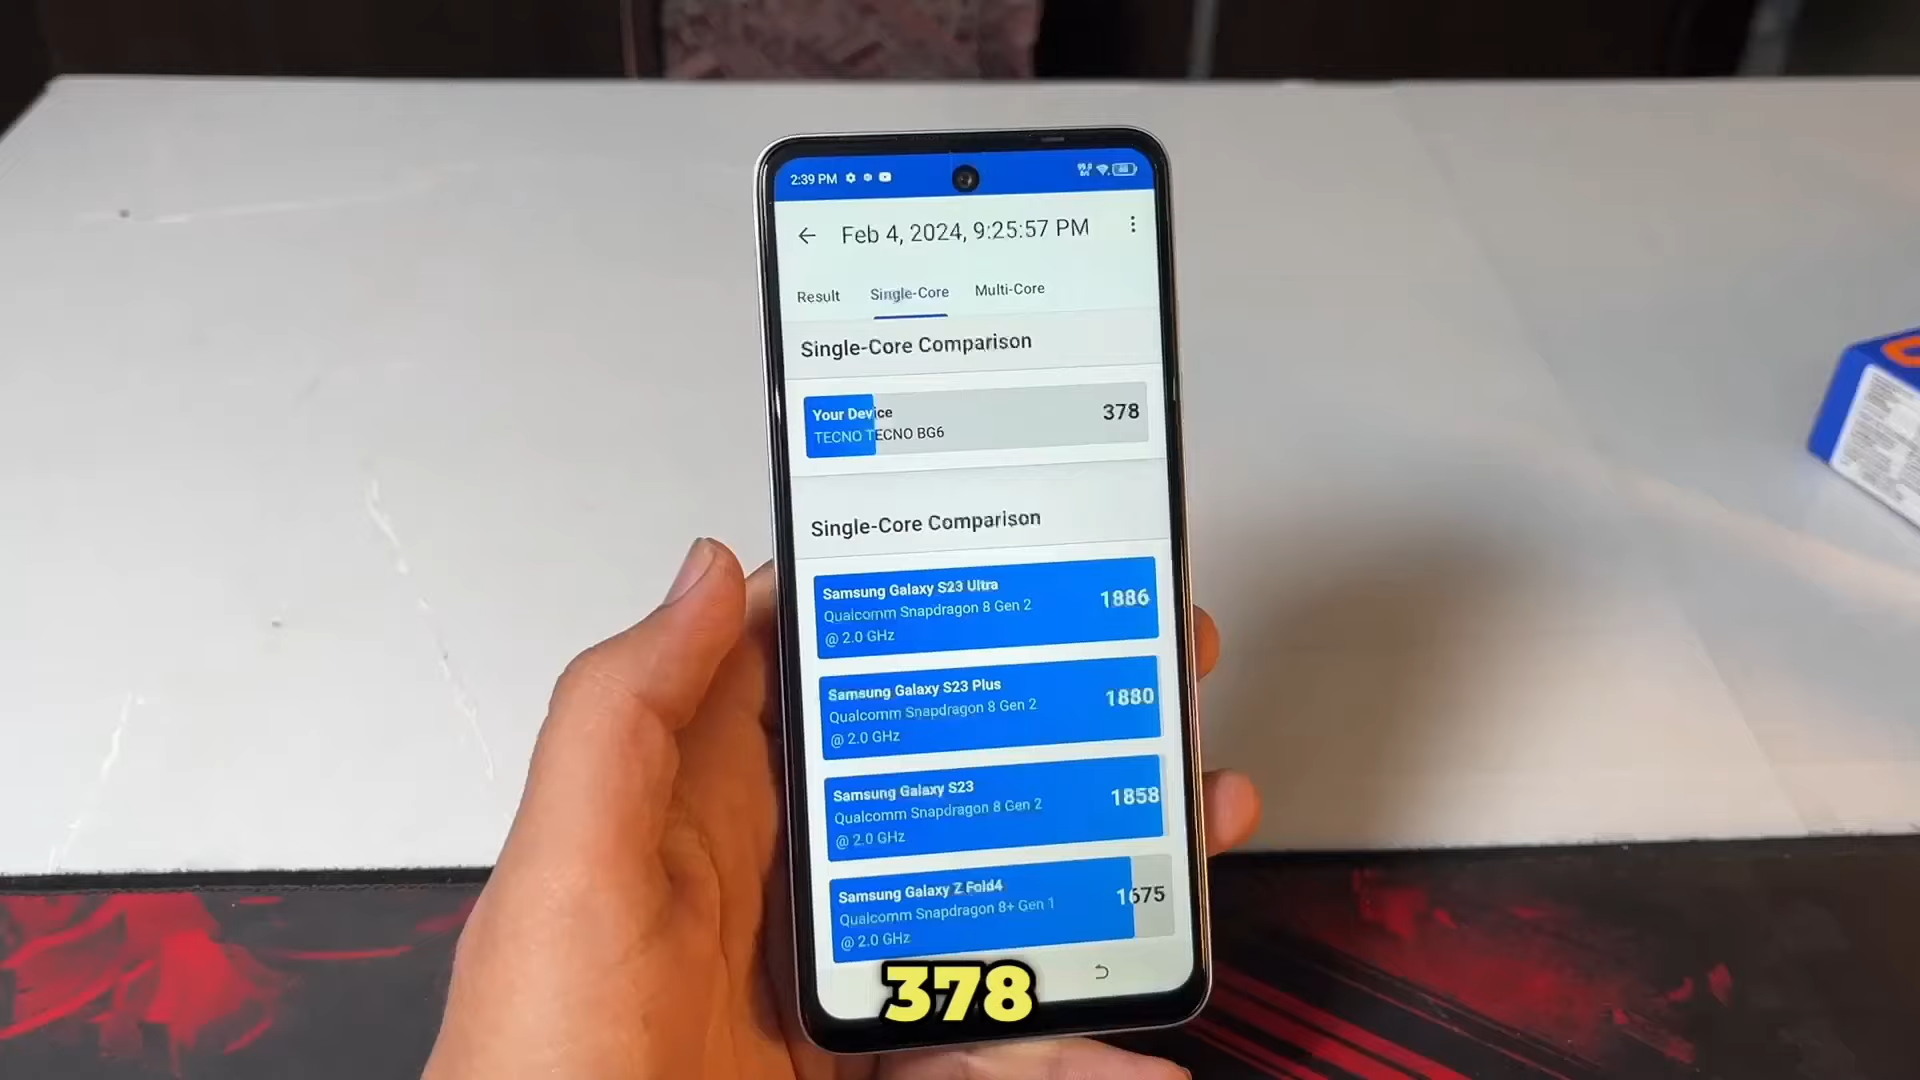 2:39 PM
Feb 4, 2024, 9:25:57 PM
Result Single-Core Multi-Core
Single-Core Comparison
Your Device
TECNO TECNO BG6
378
Single-Core Comparison
Samsung Galaxy S23 Ultra
Qualcomm Snapdragon 8 Gen 2
@ 2.0 GHz
1886
Samsung Galaxy S23 Plus
Qualcomm Snapdragon 8 Gen 2
@ 2.0 GHz
1880
Samsung Galaxy S23
Qualcomm Snapdragon 8 Gen 2
@ 2.0 GHz
1858
Samsung Galaxy Z Fold4
Qualcomm Snapdragon 8+ Gen 1
@ 2.0 GHz
1675
378